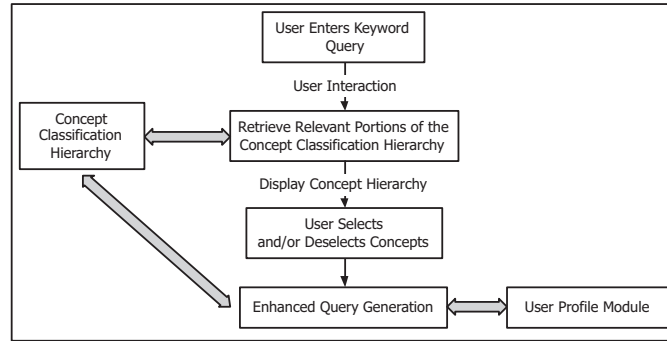 User Enters Keyword
Query
User Interaction
Concept
Classification
Hierarchy
Retrieve Relevant Portions of the
Concept Classification Hierarchy
Display Concept Hierarchy
User Selects
and/or Deselects Concepts
Enhanced Query Generation
User Profile Module